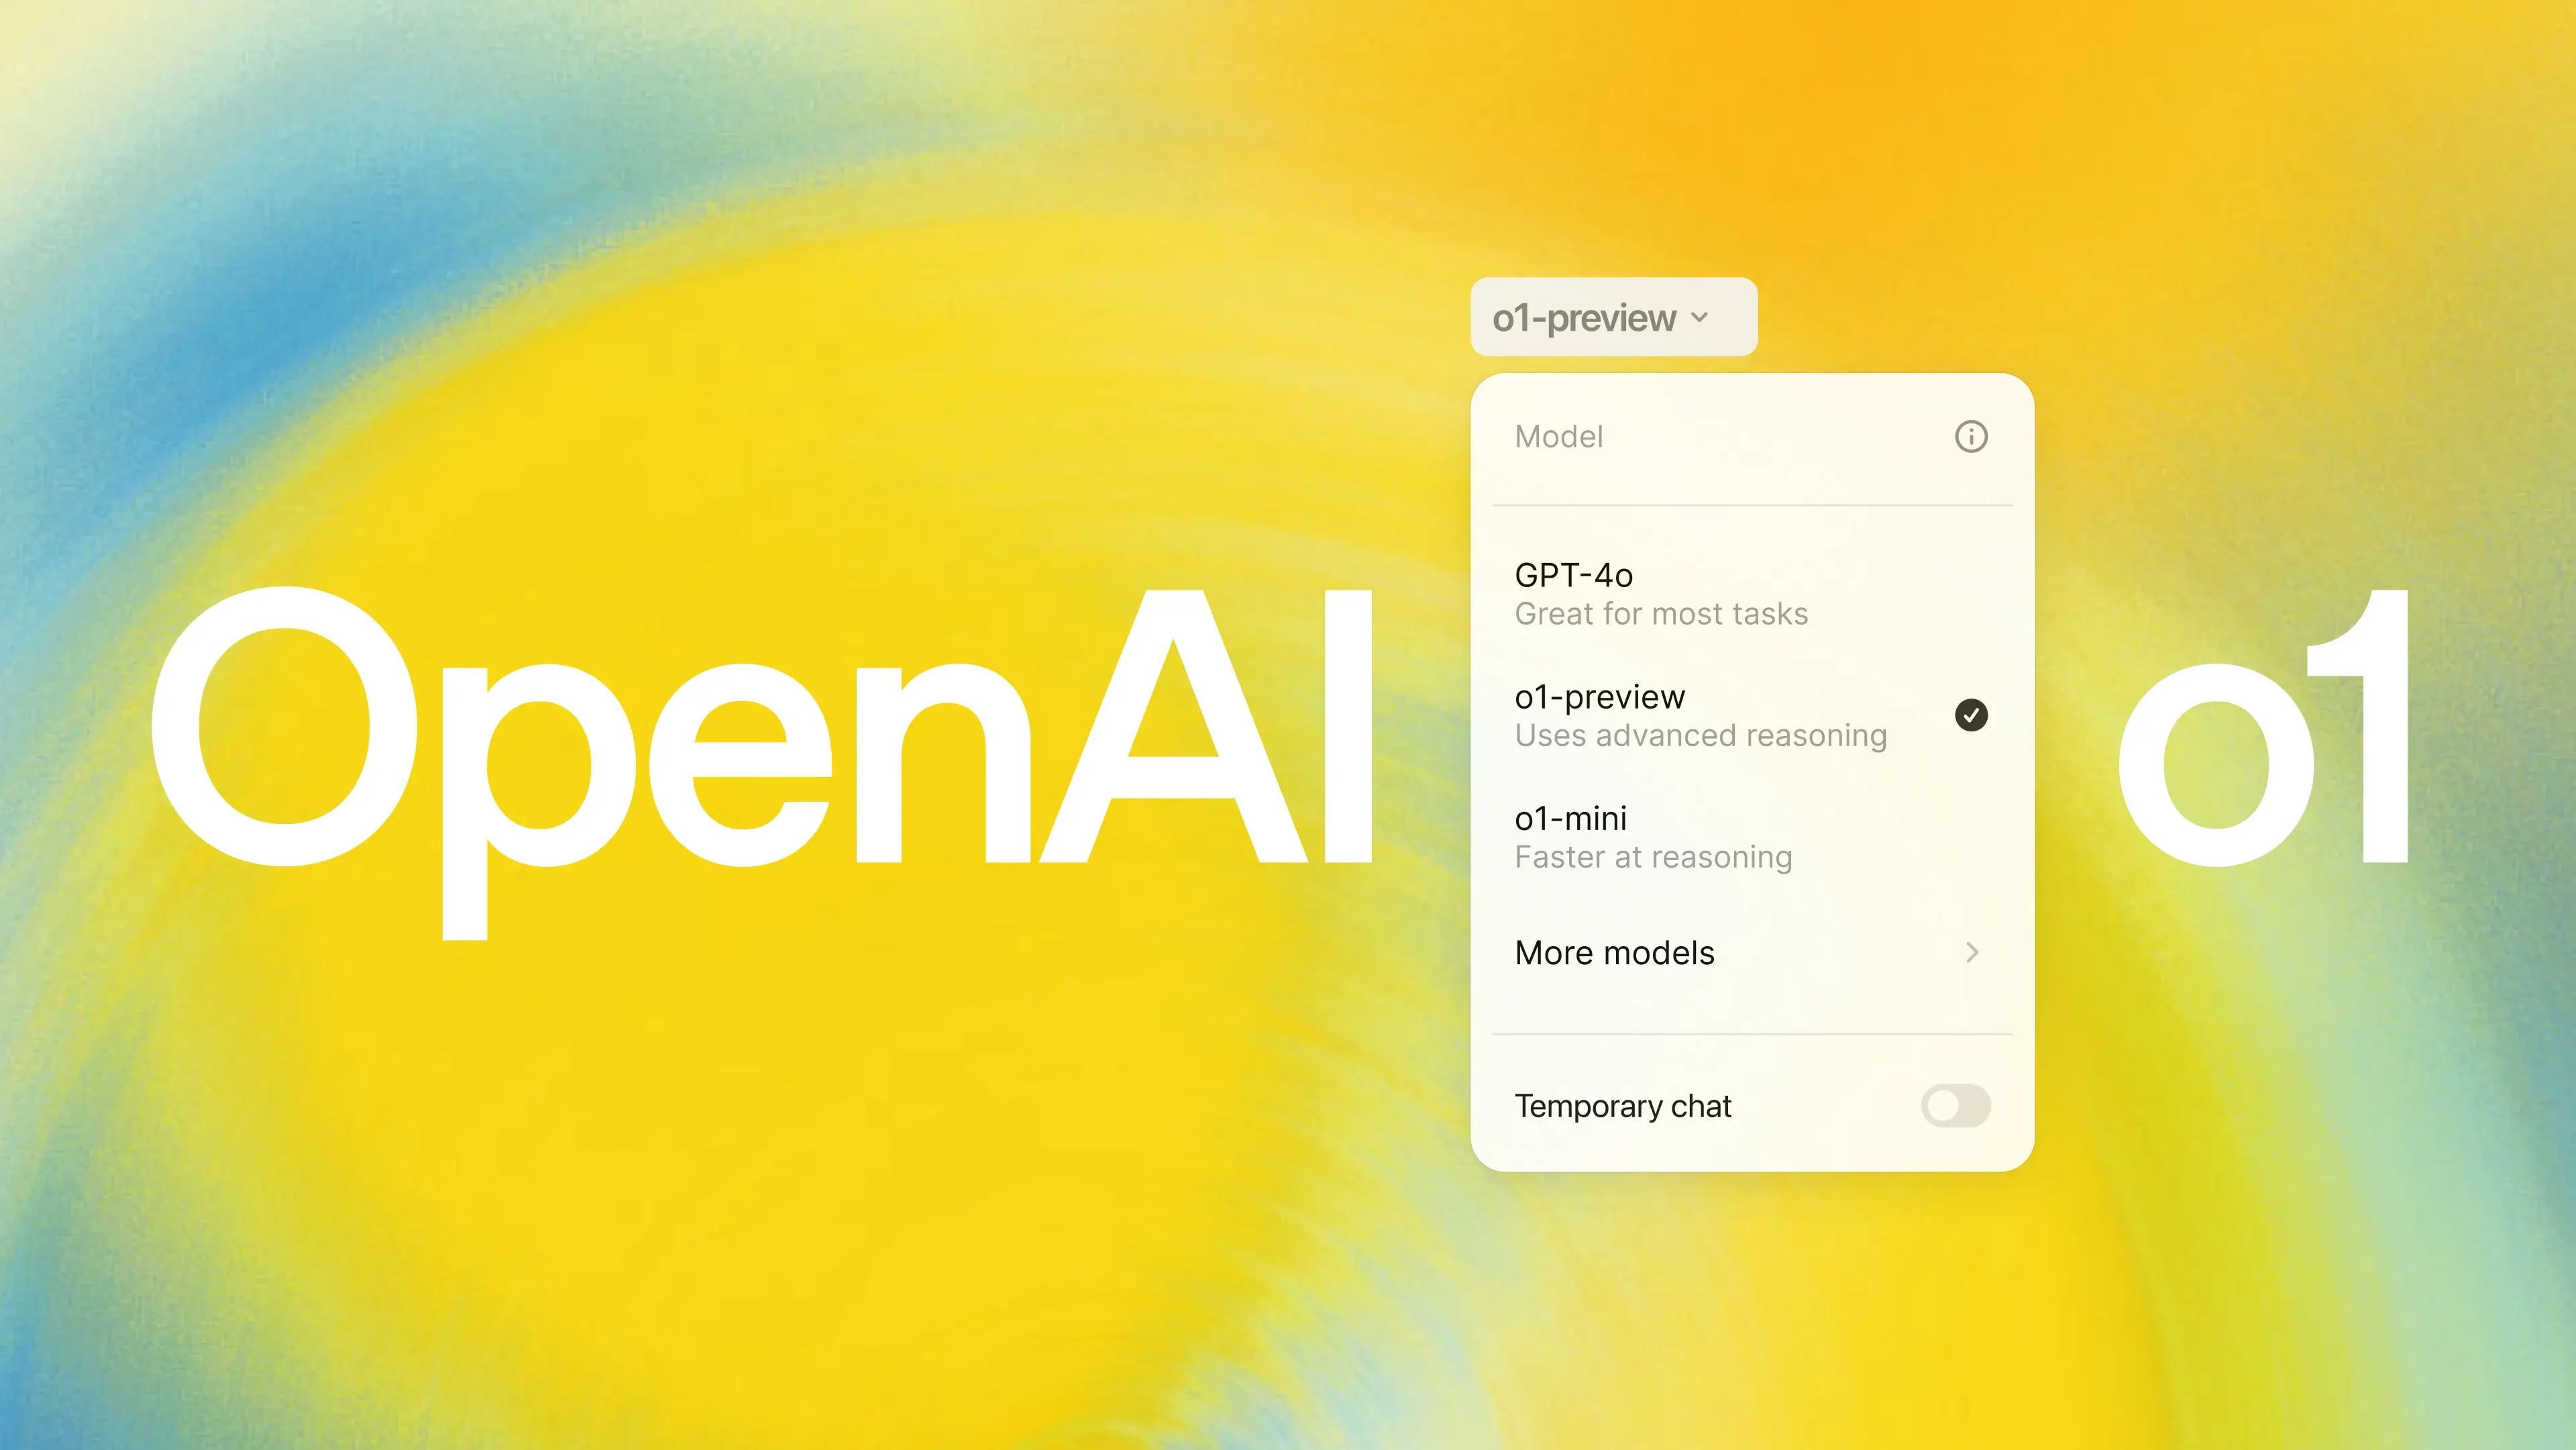 OpenAI
o1-preview
Model
GPT-4o
Great for most tasks
o1-preview
Uses advanced reasoning
o1-mini
Faster at reasoning
More models
Temporary chat
o1